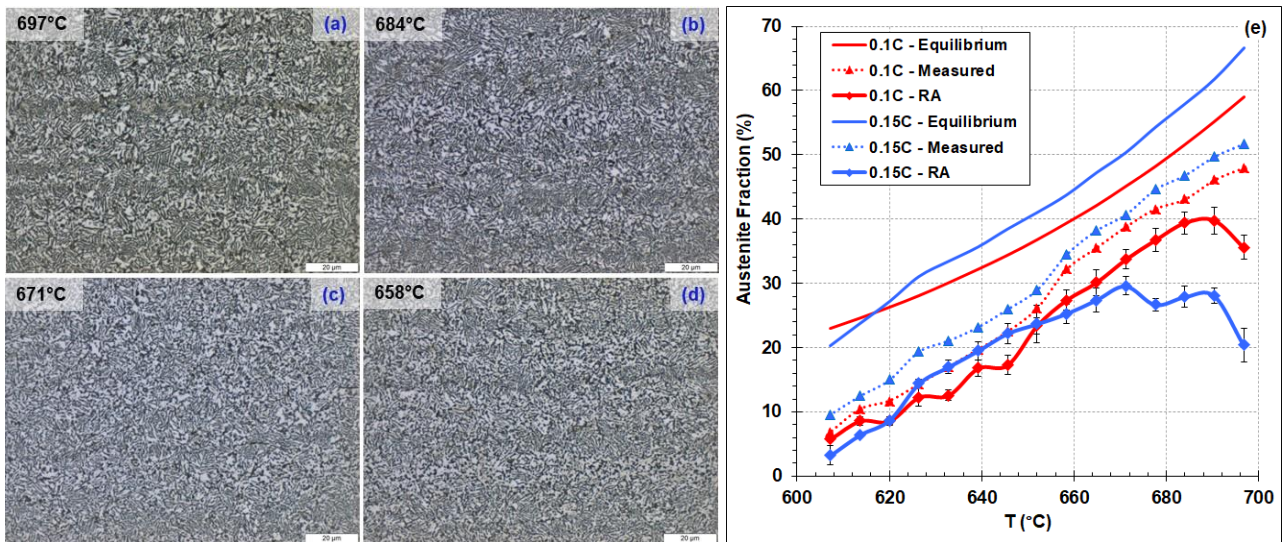 697°C
(a)
20 µm
684°C
(b)
20 µm
671°C
(c)
20 µm
658°C
(d)
20 µm
(e)
Austenite Fraction (%)
70
60
50
40
30
20
10
0
600
620
640
660
680
700
T (°C)
0.1C - Equilibrium
0.1C - Measured
0.1C - RA
0.15C - Equilibrium
0.15C - Measured
0.15C - RA